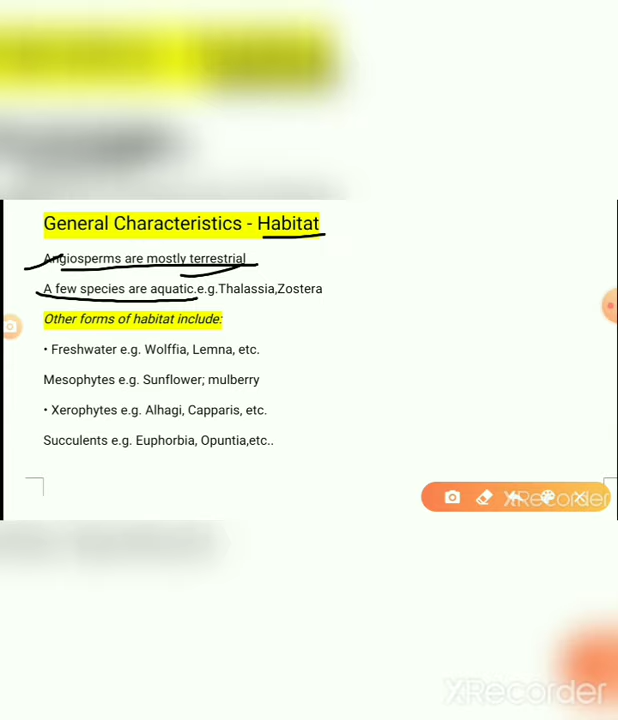 General Characteristics - Habitat
Angiosperms are mostly terrestrial
A few species are aquatic.e.g.Thalassia,Zostera
Other forms of habitat include:
• Freshwater e.g. Wolffia, Lemna, etc.
Mesophytes e.g. Sunflower; mulberry
• Xerophytes e.g. Alhagi, Capparis, etc.
Succulents e.g. Euphorbia, Opuntia,etc..
XRecorder
XRecorder